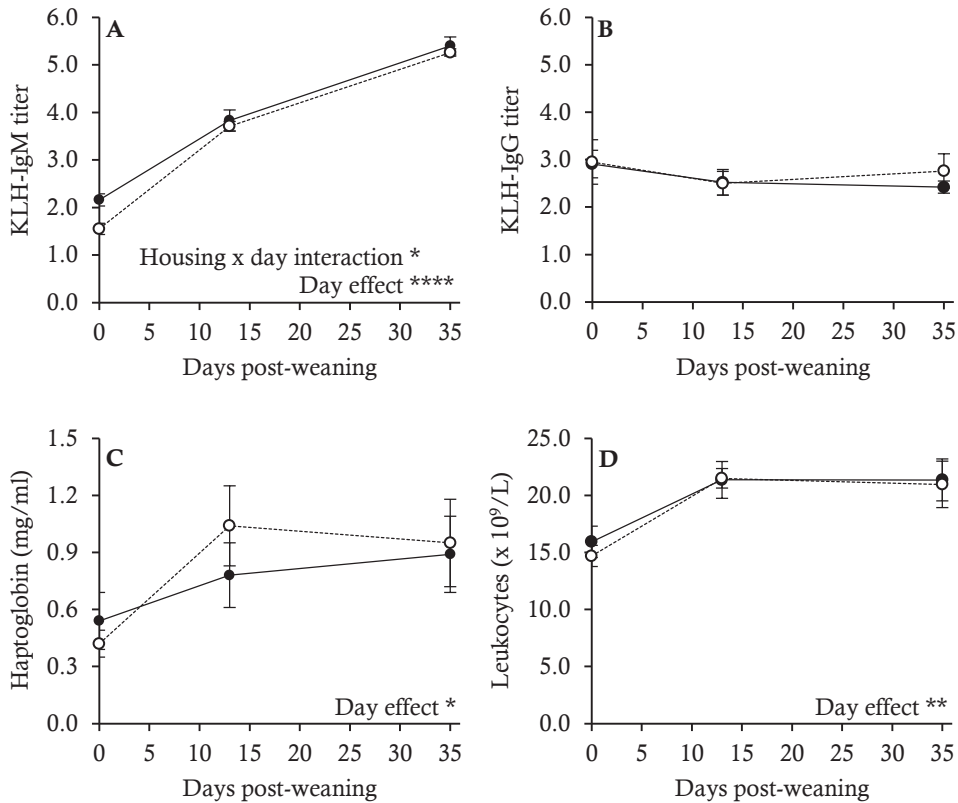 A
KLH-IgM titer
6.0
5.0
4.0
3.0
2.0
1.0
0.0
Housing x day interaction *
Day effect ****
0 5 10 15 20 25 30 35
Days post-weaning
B
KLH-IgG titer
6.0
5.0
4.0
3.0
2.0
1.0
0.0
0 5 10 15 20 25 30 35
Days post-weaning
C
Haptoglobin (mg/ml)
1.5
1.2
0.9
0.6
0.3
0.0
Day effect *
0 5 10 15 20 25 30 35
Days post-weaning
D
Leukocytes (x 10⁹/L)
25.0
20.0
15.0
10.0
5.0
0.0
Day effect **
0 5 10 15 20 25 30 35
Days post-weaning